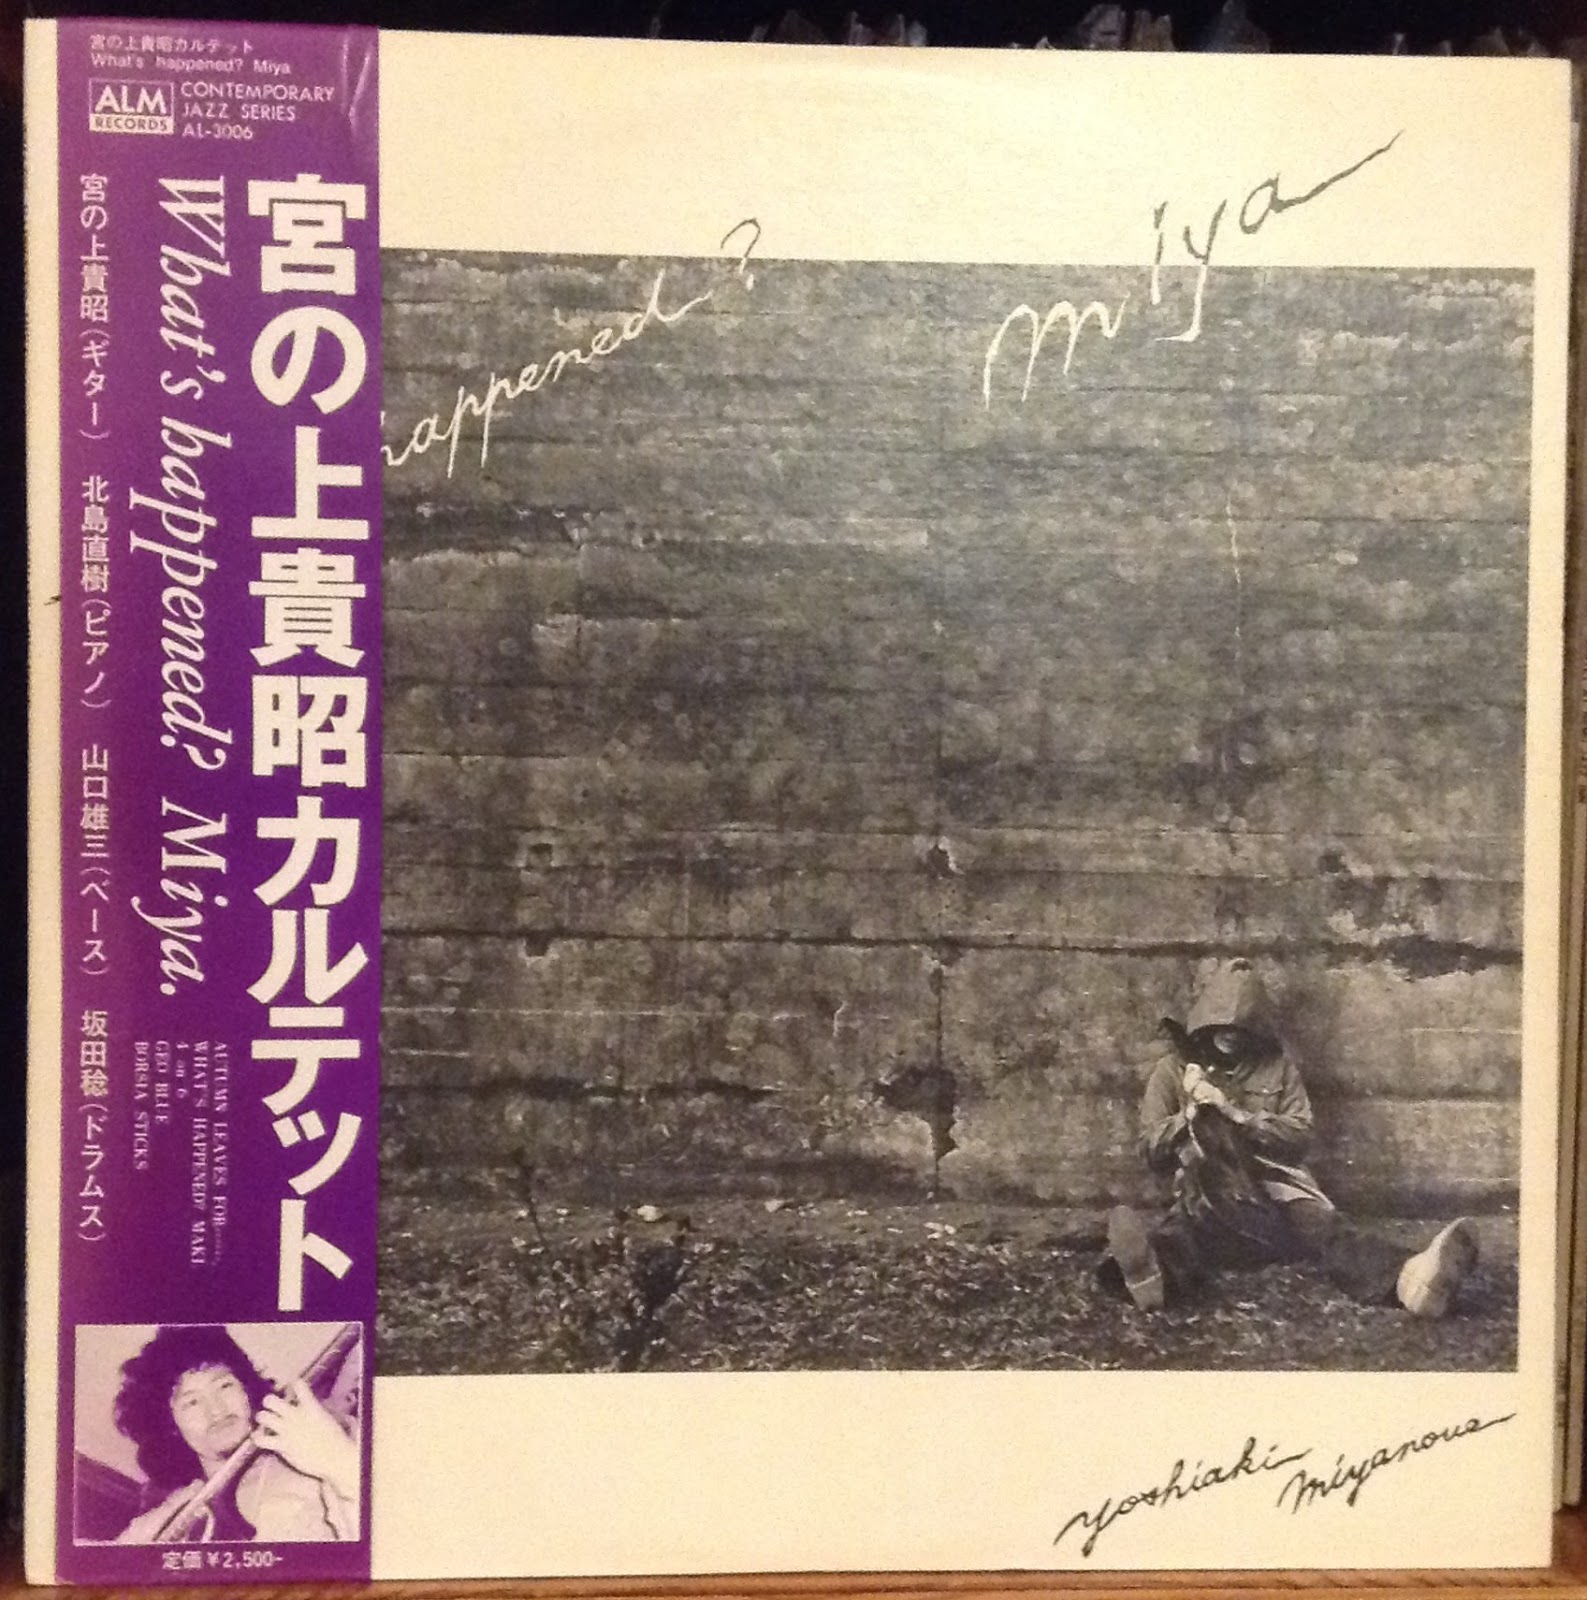 宮の上貴昭カルテット
What's happened? Miya
ALM
RECORDS
CONTEMPORARY
JAZZ SERIES
AL-3006
宮の上貴昭カルテット
What's happened? Miya.
AUTUMN LEAVES FOR……
WHAT'S HAPPENED? MAKI
4 on 6
GEO BLUE
BORSIA STICKS
宮の上貴昭(ギター) 北島直樹(ピアノ) 山口雄三(ベース) 坂田稔(ドラムス)
定価¥2,500-
happened?
miya
yoshiaki
miyanoue